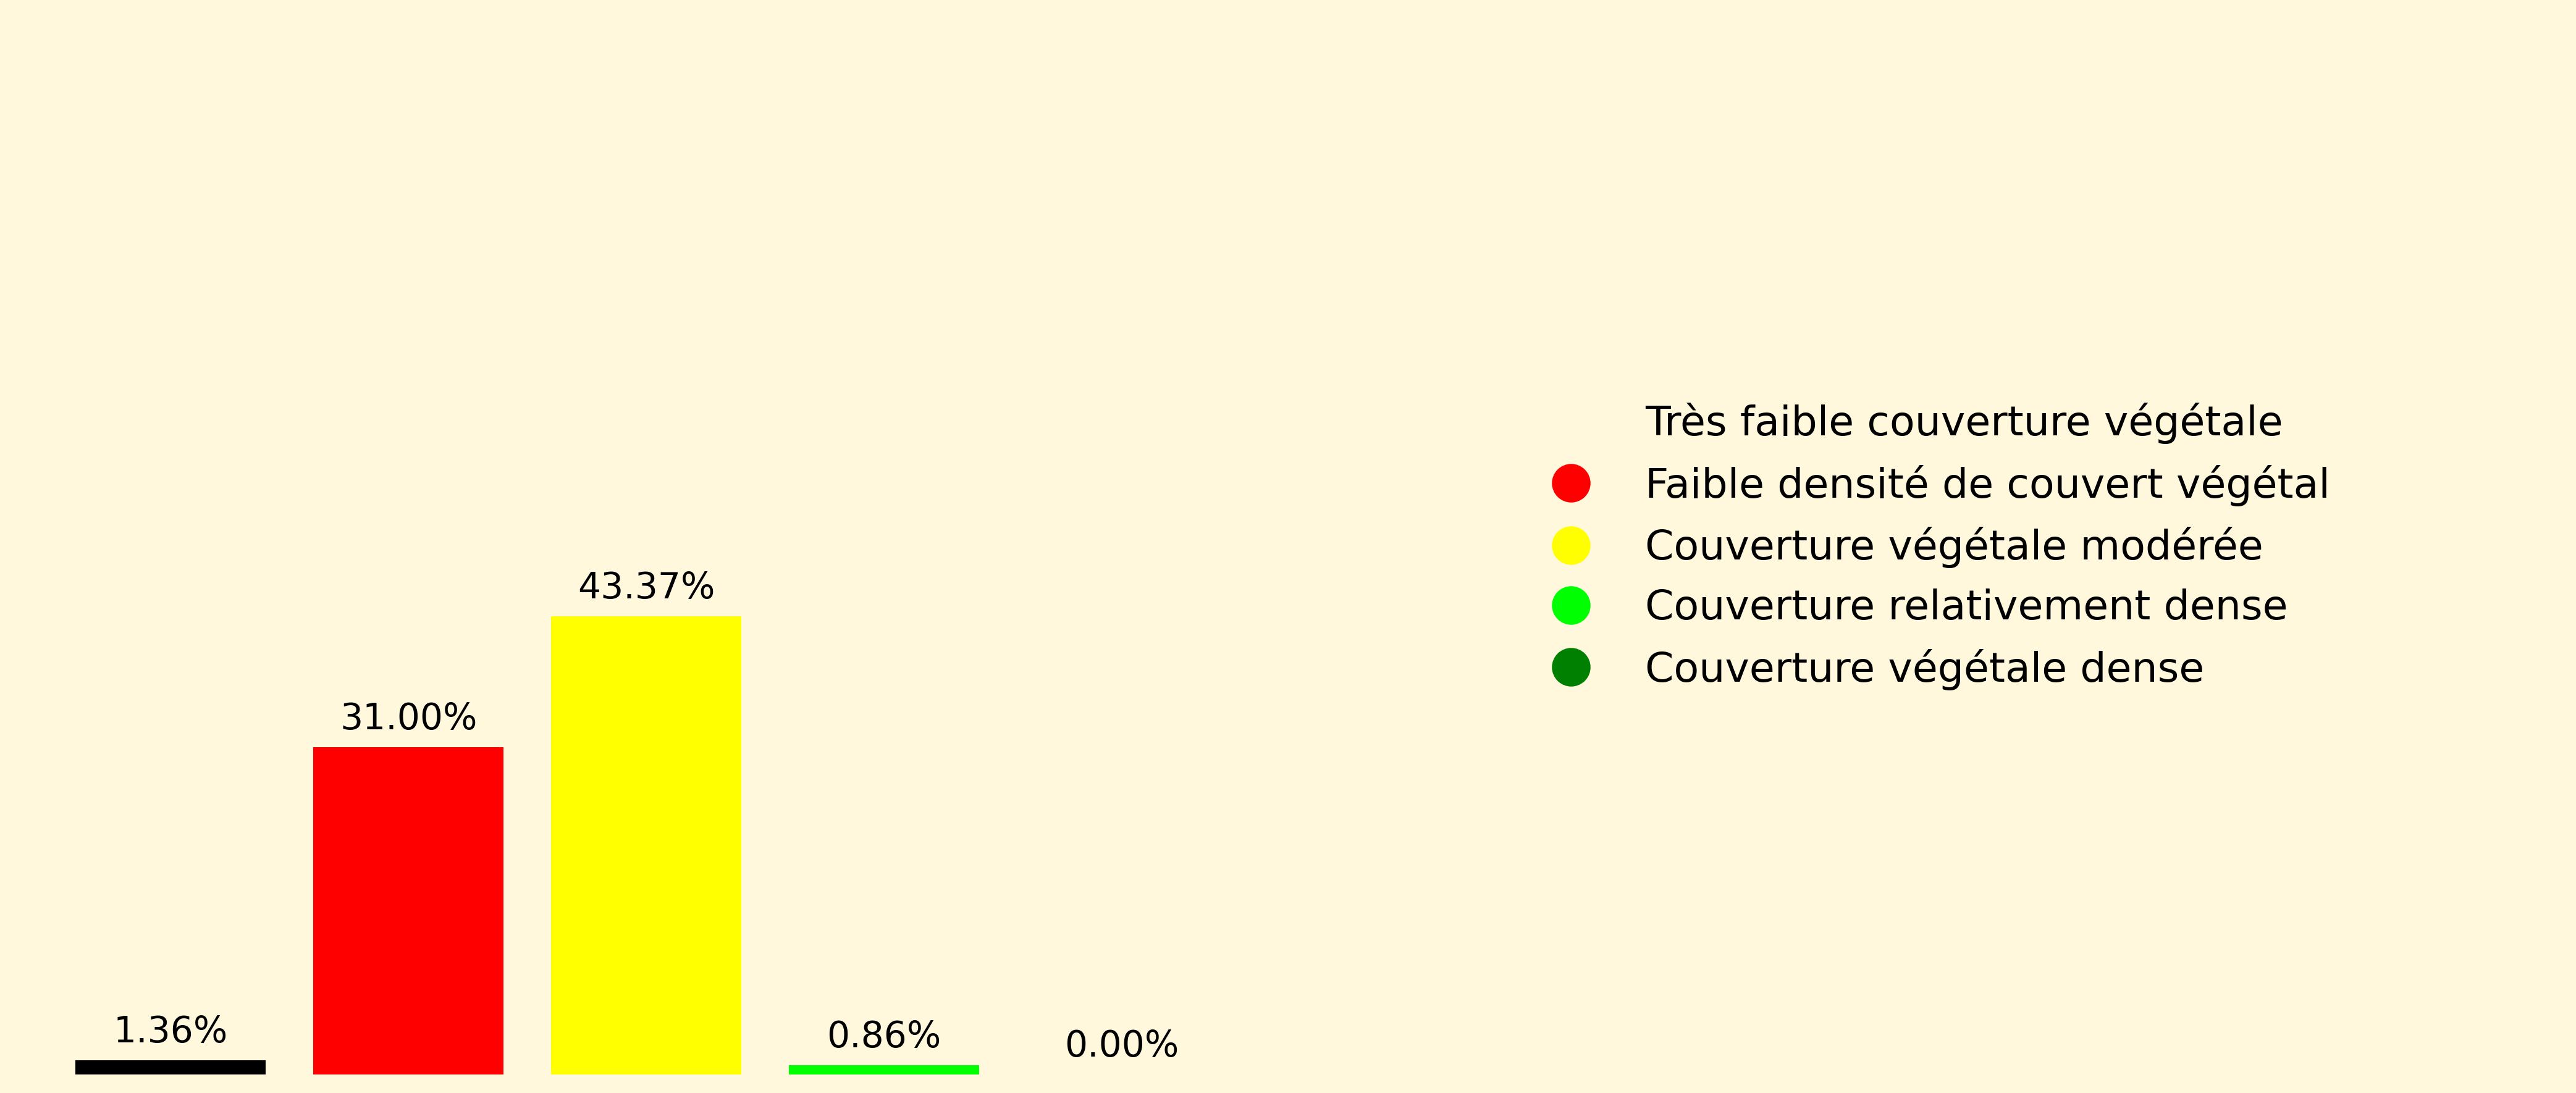 Très faible couverture végétale
Faible densité de couvert végétal
Couverture végétale modérée
43.37%
Couverture relativement dense
Couverture végétale dense
31.00%
1.36%
0.86%
0.00%